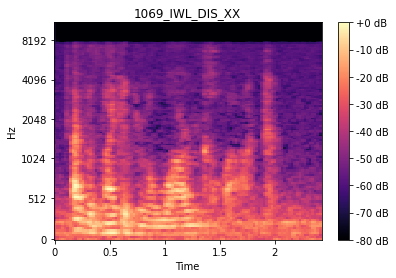 1069_IWL_DIS_XX
+0 dB
8192
-10 dB
4096
-20 dB
-30 dB
2048
Hz
-40 dB
1024
-50 dB
512
-60 dB
-70 dB
0
-80 dB
0 0.5 1 1.5 2
Time